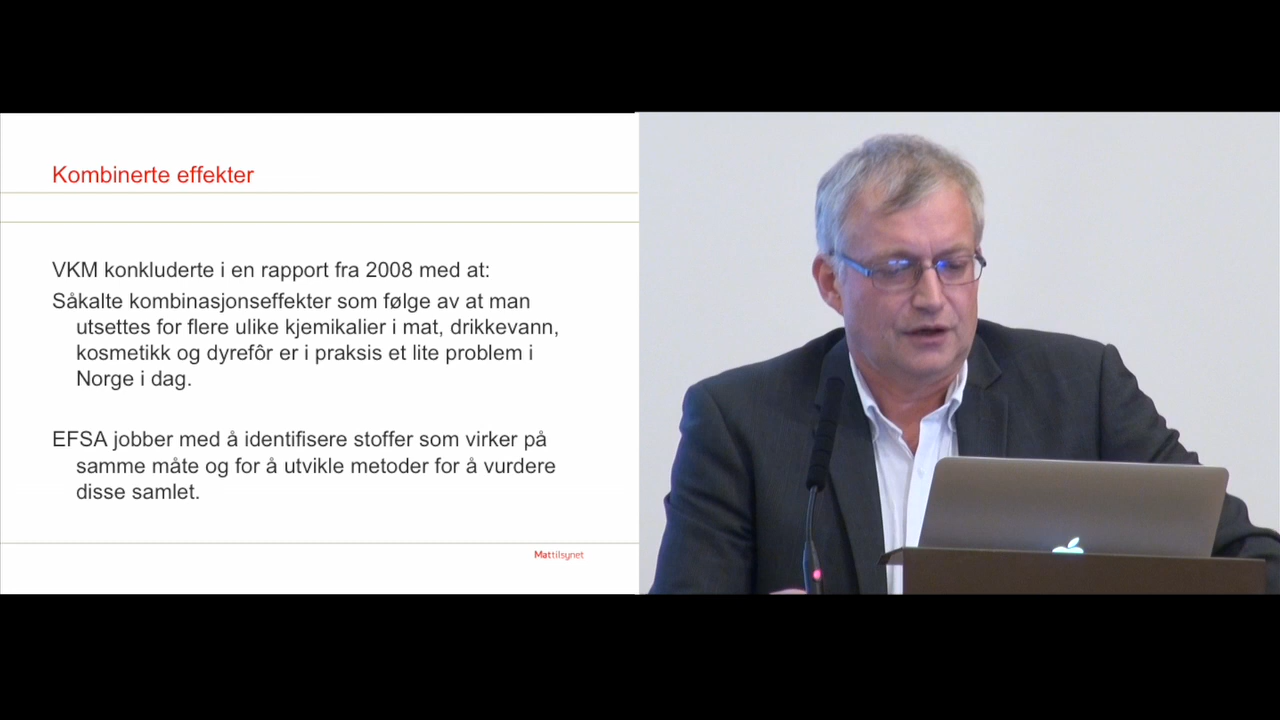 Kombinerte effekter
VKM konkluderte i en rapport fra 2008 med at:
Såkalte kombinasjonseffekter som følge av at man
utsettes for flere ulike kjemikalier i mat, drikkevann,
kosmetikk og dyrefôr er i praksis et lite problem i
Norge i dag.
EFSA jobber med å identifisere stoffer som virker på
samme måte og for å utvikle metoder for å vurdere
disse samlet.
Mattilsynet